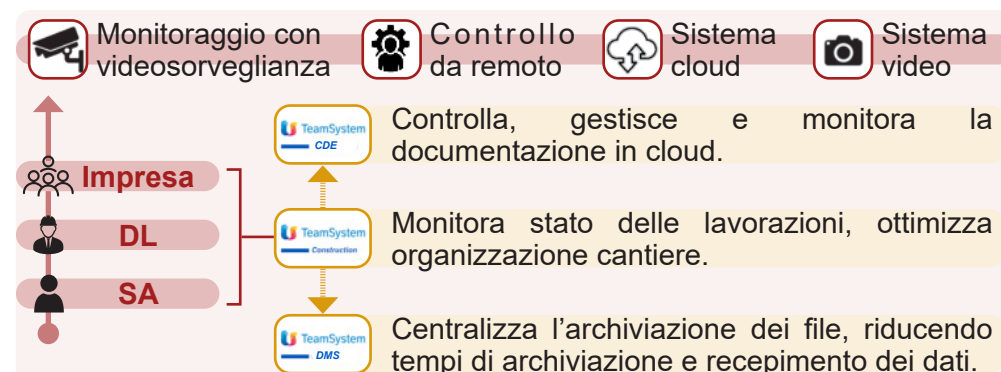 Monitoraggio con
videosorveglianza
Controllo
da remoto
Sistema
cloud
Sistema
video
Impresa
DL
SA
TeamSystem
CDE
Controlla, gestisce e monitora la
documentazione in cloud.
TeamSystem
Construction
Monitora stato delle lavorazioni, ottimizza
organizzazione cantiere.
TeamSystem
DMS
Centralizza l’archiviazione dei file, riducendo
tempi di archiviazione e recepimento dei dati.